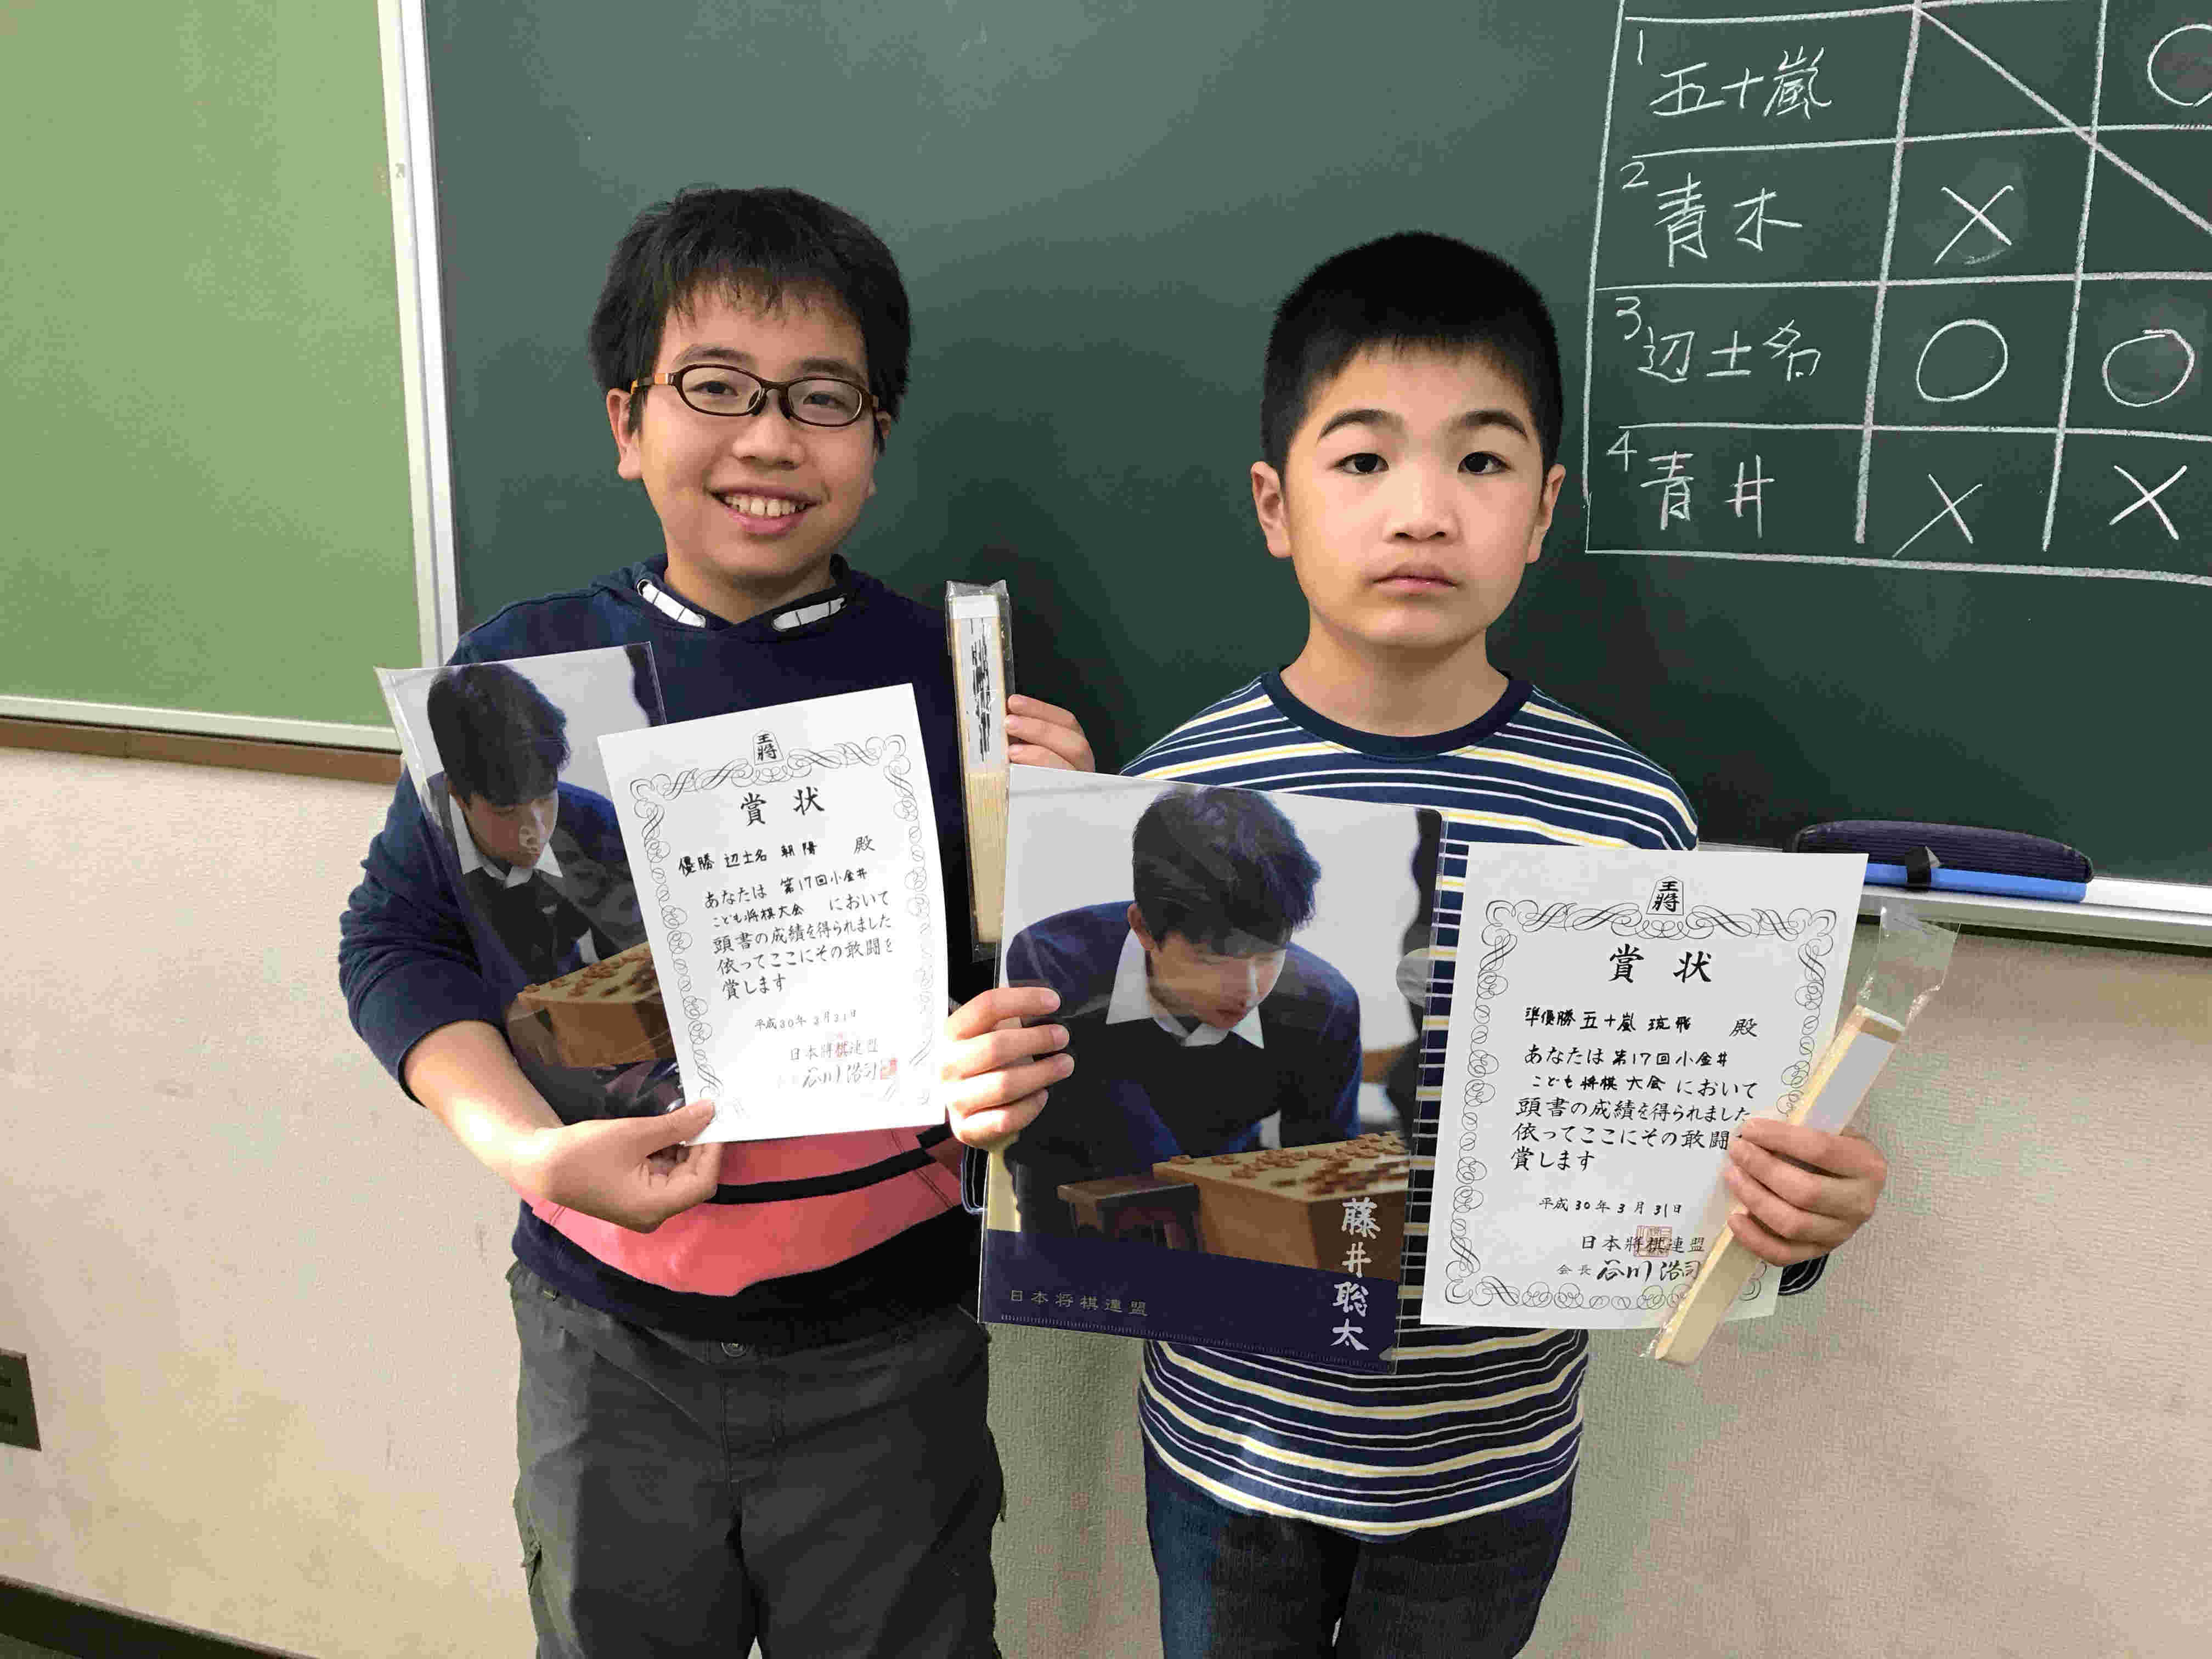 1 五十嵐 ○
2 青木 ×
3 辺土名 ○ ○
4 青井 × ×
王将
賞状
優勝 辺土名 朝陽 殿
あなたは 第17回小金井
こども将棋大会 において
頭書の成績を得られました
依ってここにその敢闘を
賞します
平成30年3月31日
日本將棋連盟
谷川浩司
藤井聡太
日本将棋連盟
王将
賞状
準優勝 五十嵐 琉飛 殿
あなたは 第17回小金井
こども将棋大会 において
頭書の成績を得られました
依ってここにその敢闘
賞します
平成30年3月31日
日本將棋連盟
会長 谷川浩司